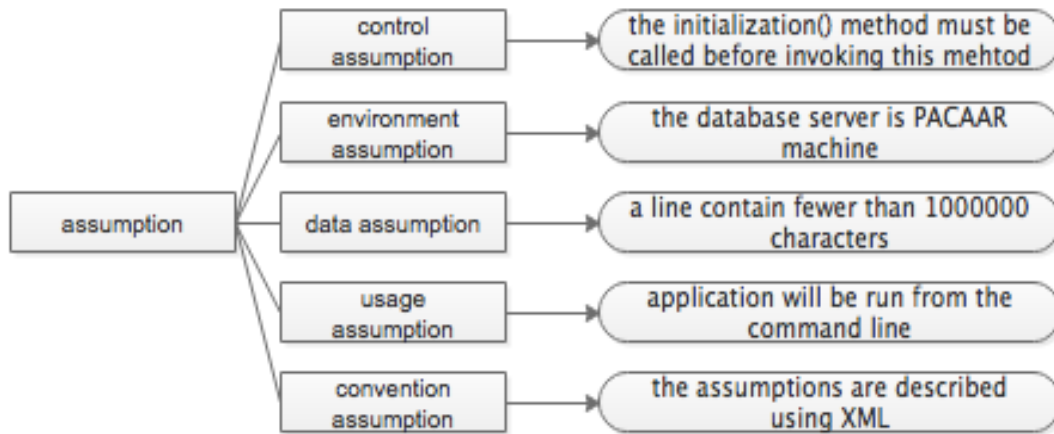 control
assumption
the initialization() method must be
called before invoking this mehtod
environment
assumption
the database server is PACAAR
machine
assumption
data assumption
a line contain fewer than 1000000
characters
usage
assumption
application will be run from the
command line
convention
assumption
the assumptions are described
using XML